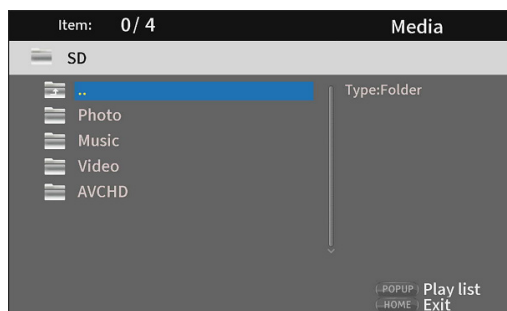 Item: 0/ 4 Media
SD
.. Type:Folder
Photo
Music
Video
AVCHD
POPUP Play list
HOME Exit